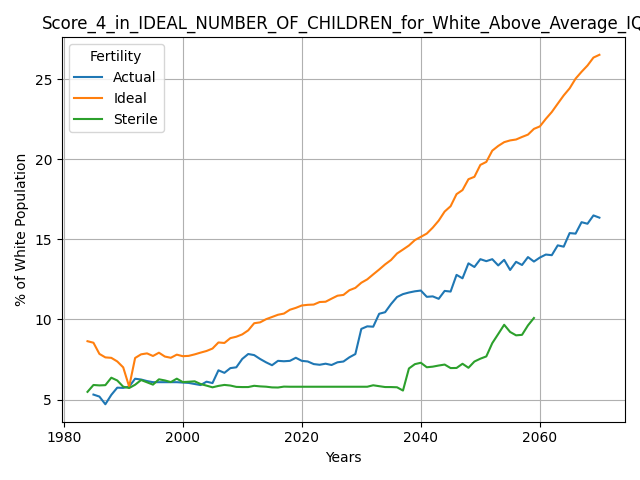 Score_4_in_IDEAL_NUMBER_OF_CHILDREN_for_White_Above_Average_IQ
Fertility
Actual
Ideal
Sterile
% of White Population
25
20
15
10
5
1980 2000 2020 2040 2060
Years